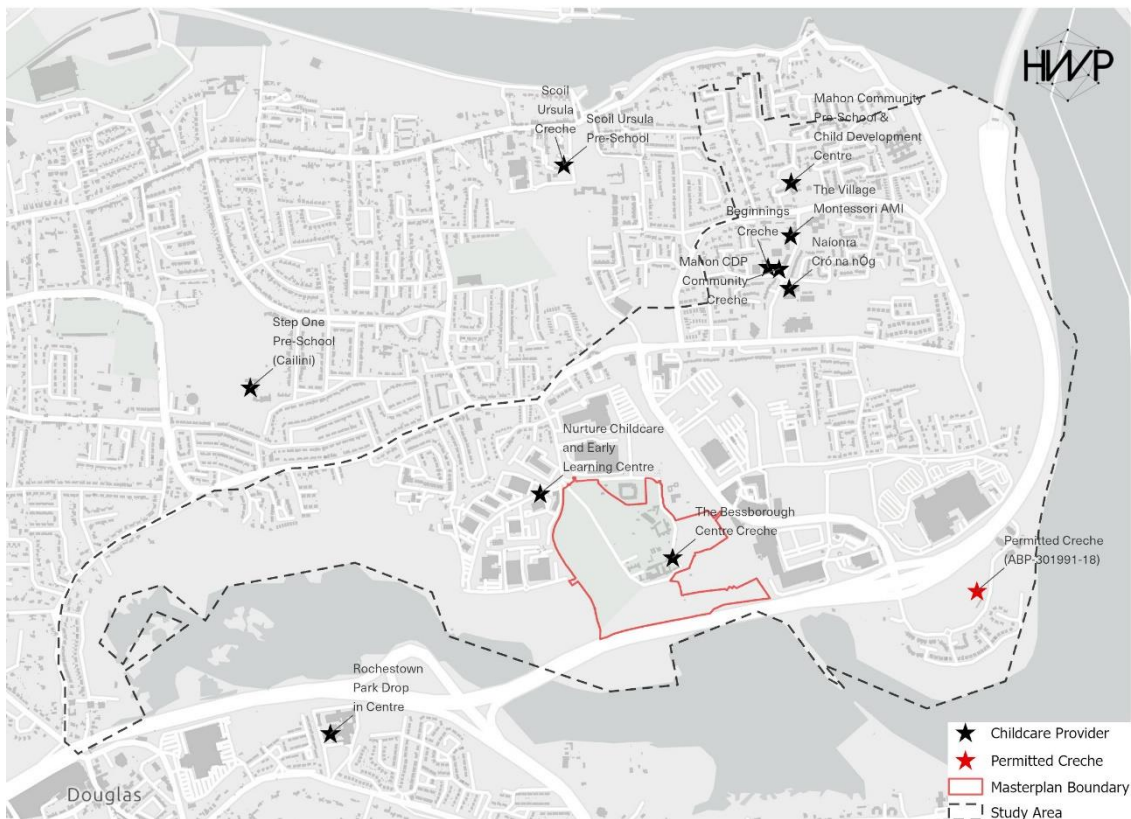 HWP
Scoil
Ursula
Creche
Scoil Ursula
Pre-School
Mahon Community
Pre-School &
Child Development
Centre
The Village
Montessori AMI
Beginnings
Creche
Naíonra
Cró na nÓg
Mahon CDP
Community
Creche
Step One
Pre-School
(Cailini)
Nurture Childcare
and Early
Learning Centre
The Bessborough
Centre Creche
Permitted Creche
(ABP-301991-18)
Rochestown
Park Drop
in Centre
Douglas
Childcare Provider
Permitted Creche
Masterplan Boundary
Study Area